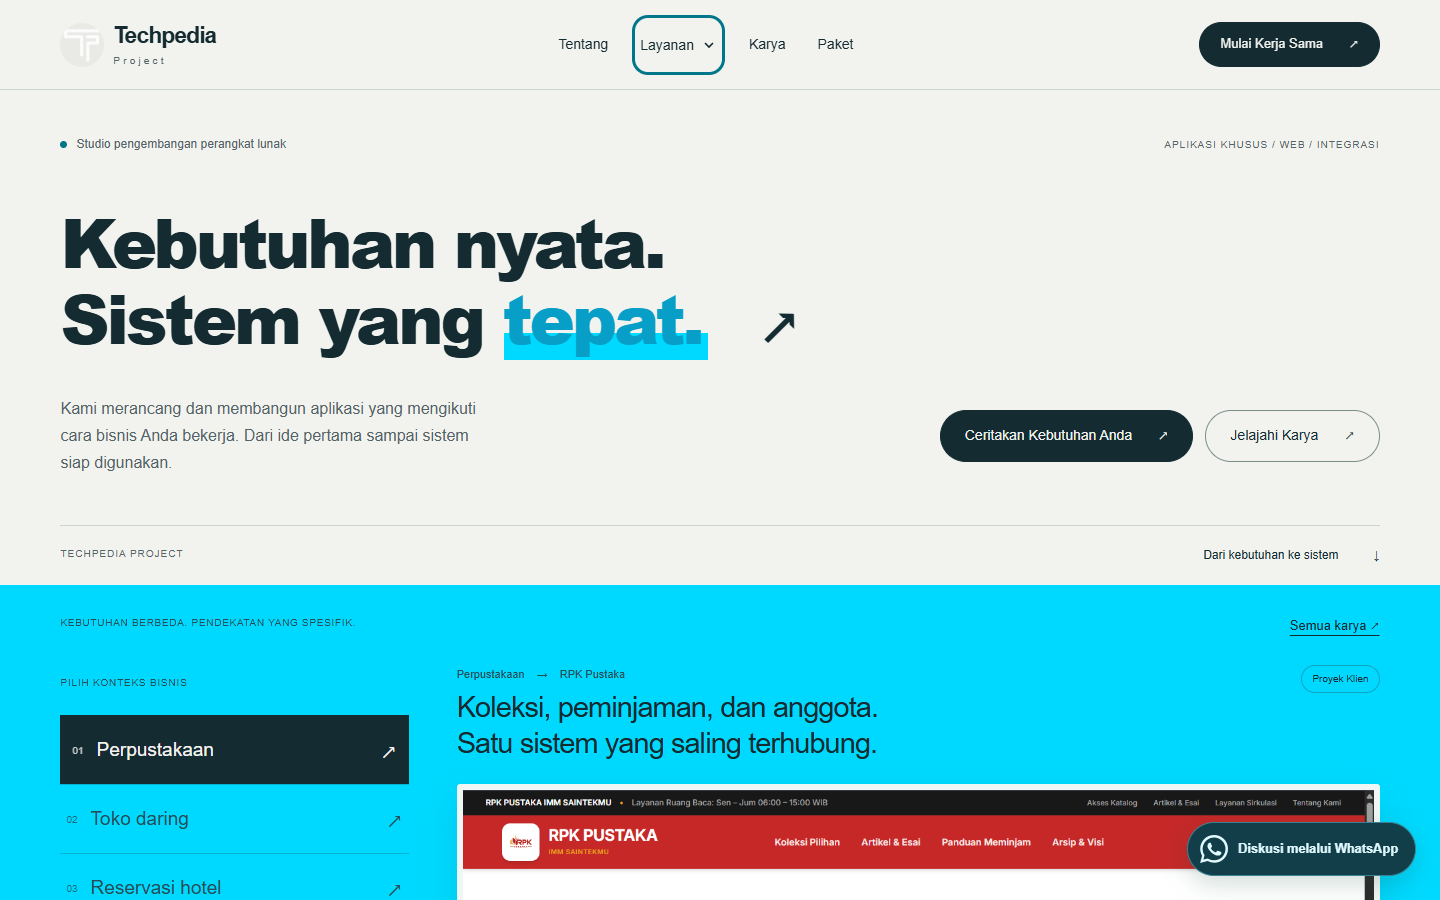 Techpedia
Project
Tentang
Layanan
Karya
Paket
Mulai Kerja Sama ↗
Studio pengembangan perangkat lunak
APLIKASI KHUSUS / WEB / INTEGRASI
Kebutuhan nyata.
Sistem yang tepat. ↗
Kami merancang dan membangun aplikasi yang mengikuti
cara bisnis Anda bekerja. Dari ide pertama sampai sistem
siap digunakan.
Ceritakan Kebutuhan Anda ↗
Jelajahi Karya ↗
TECHPEDIA PROJECT
Dari kebutuhan ke sistem ↓
KEBUTUHAN BERBEDA. PENDEKATAN YANG SPESIFIK.
Semua karya ↗
PILIH KONTEKS BISNIS
01 Perpustakaan ↗
02 Toko daring ↗
03 Reservasi hotel ↗
Perpustakaan → RPK Pustaka
Proyek Klien
Koleksi, peminjaman, dan anggota.
Satu sistem yang saling terhubung.
RPK PUSTAKA IMM SAINTEKMU • Layanan Ruang Baca: Sen – Jum 06:00 – 15:00 WIB
Akses Katalog
Artikel & Esai
Layanan Sirkulasi
Tentang Kami
RPK
RPK PUSTAKA
IMM SAINTEKMU
Koleksi Pilihan
Artikel & Esai
Panduan Meminjam
Arsip & Visi
Diskusi melalui WhatsApp